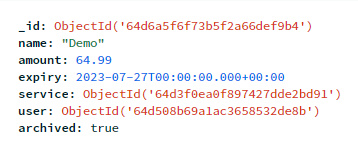 _id: ObjectId('64d6a5f6f73b5f2a66def9b4')
name: "Demo"
amount: 64.99
expiry: 2023-07-27T00:00:00.000+00:00
service: ObjectId('64d3f0ea0f897427dde2bd91')
user: ObjectId('64d508b69a1ac3658532de8b')
archived: true